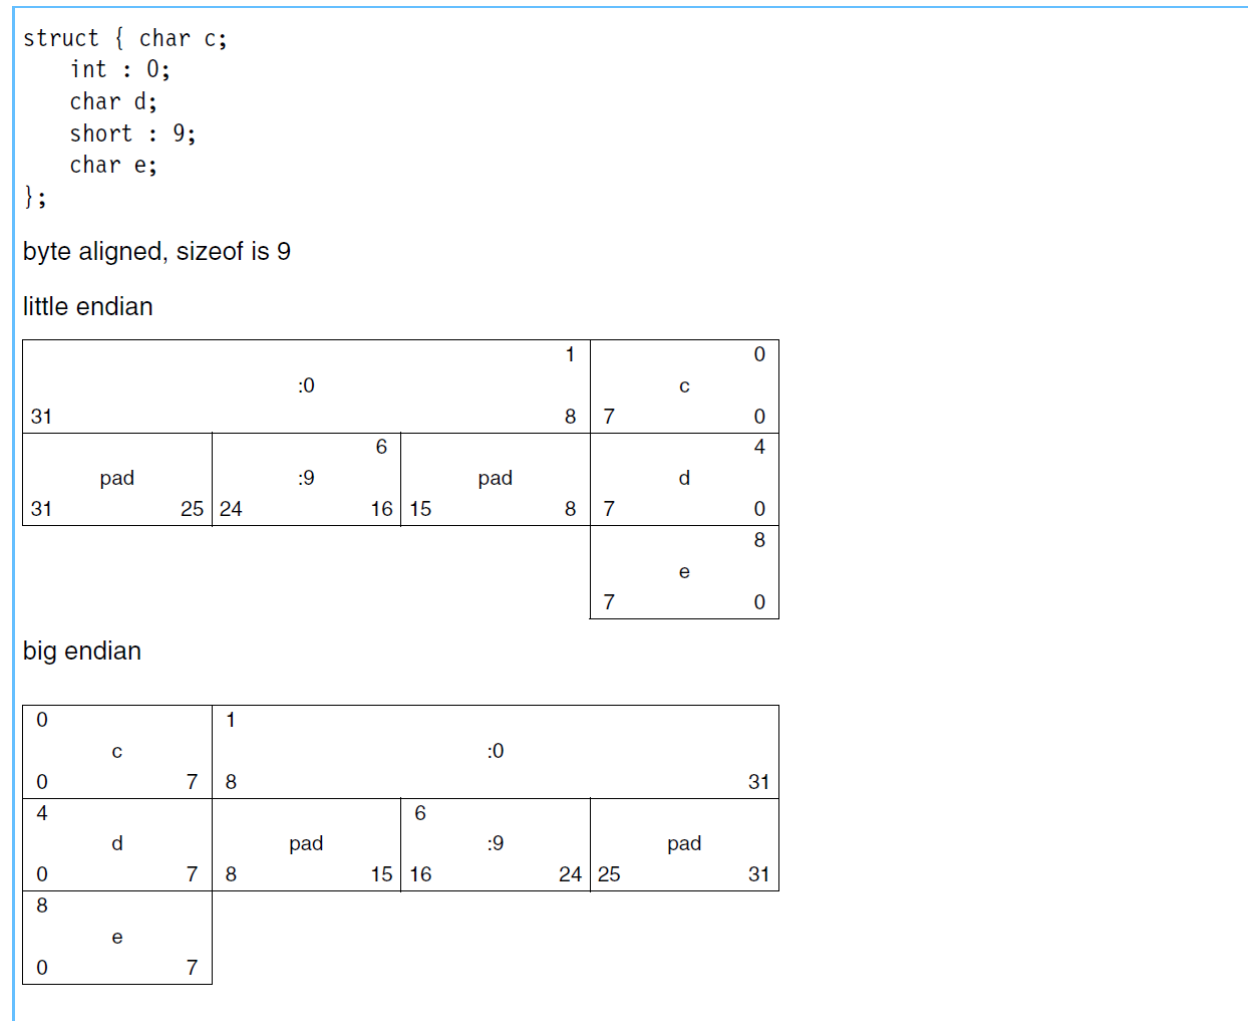 struct { char c;
int : 0;
char d;
short : 9;
char e;
};
byte aligned, sizeof is 9
little endian
1 0
:0 c
31 8 7 0
6 4
pad :9 pad d
31 25 24 16 15 8 7 0
8
e
7 0
big endian
0 1
c :0
0 7 8 31
4 6
d pad :9 pad
0 7 8 15 16 24 25 31
8
e
0 7